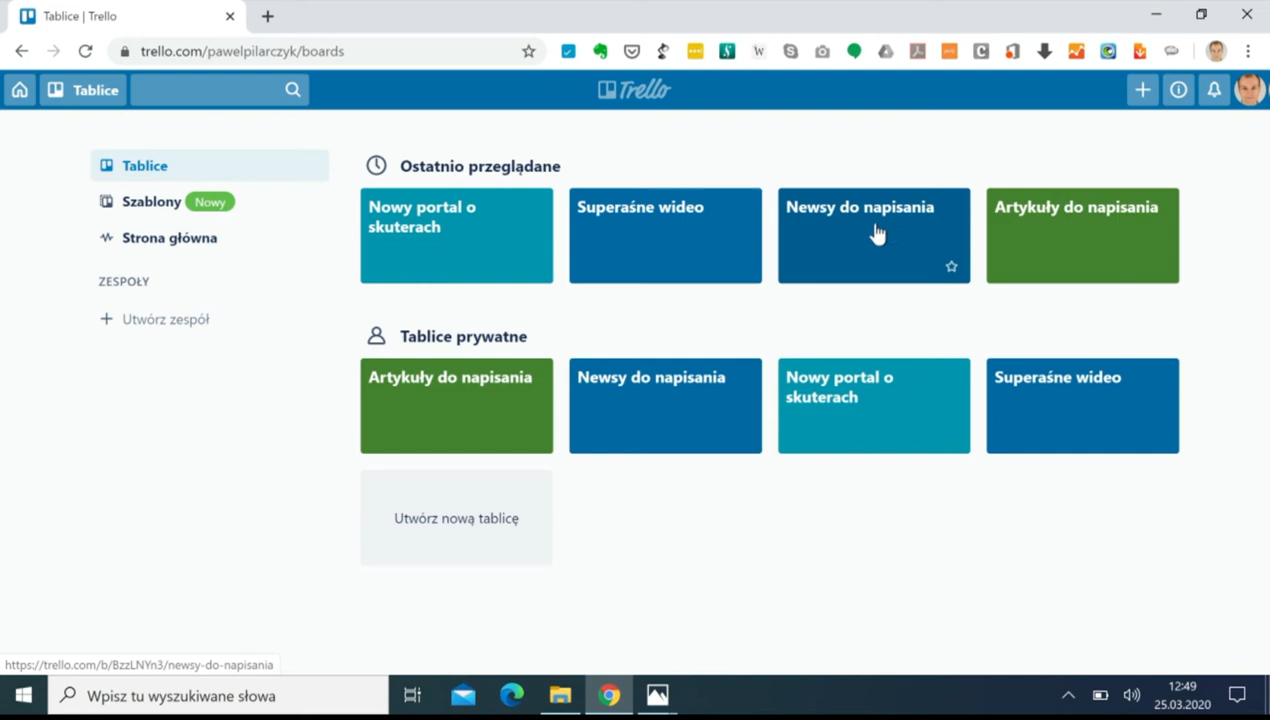 Tablice | Trello
trello.com/pawelpilarczyk/boards
Tablice
Trello
Tablice
Szablony Nowy
Strona główna
ZESPOŁY
+ Utwórz zespół
Ostatnio przeglądane
Nowy portal o
skuterach
Superaśne wideo
Newsy do napisania
Artykuły do napisania
Tablice prywatne
Artykuły do napisania
Newsy do napisania
Nowy portal o
skuterach
Superaśne wideo
Utwórz nową tablicę
https://trello.com/b/BzzLNYn3/newsy-do-napisania
Wpisz tu wyszukiwane słowa
12:49
25.03.2020